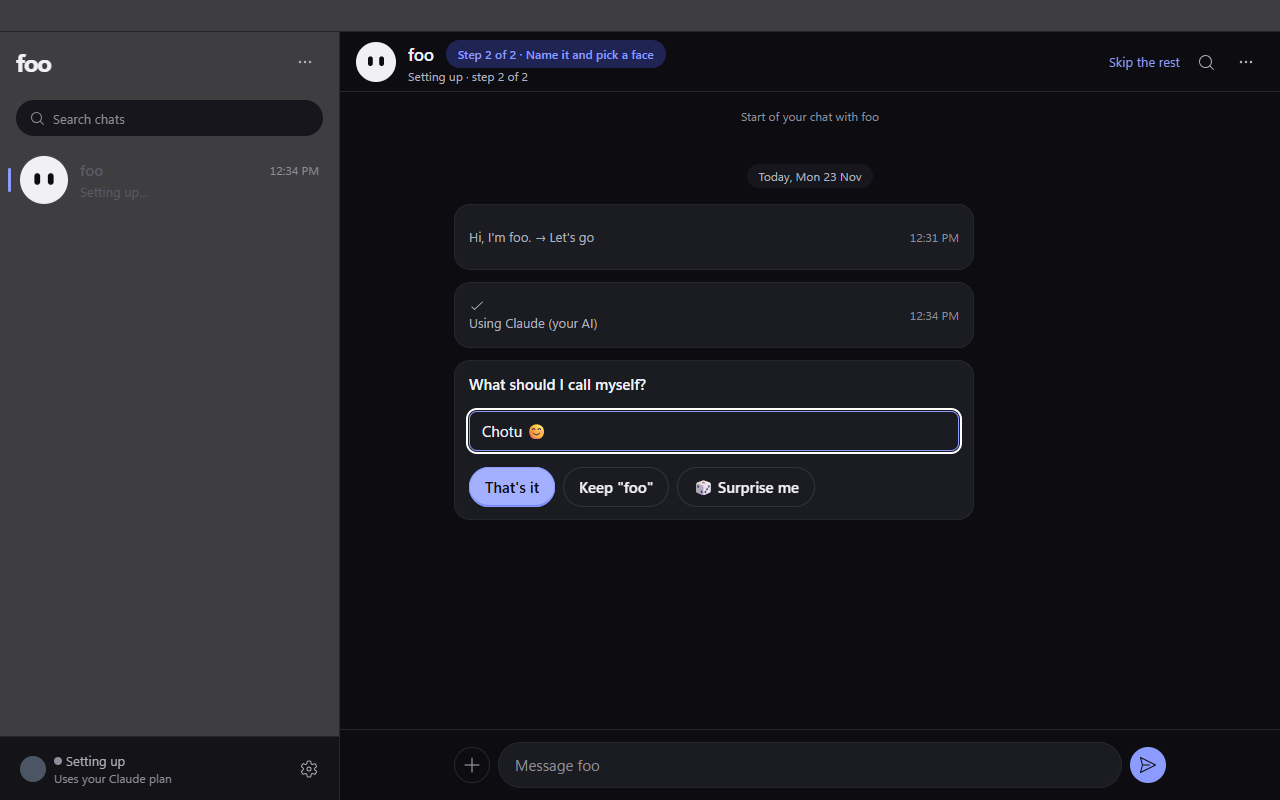 foo
...
Search chats
foo
12:34 PM
Setting up...
Setting up
Uses your Claude plan
foo
Step 2 of 2 · Name it and pick a face
Setting up · step 2 of 2
Skip the rest
...
Start of your chat with foo
Today, Mon 23 Nov
Hi, I'm foo. → Let's go
12:31 PM
✓
Using Claude (your AI)
12:34 PM
What should I call myself?
Chotu 😊
That's it
Keep "foo"
🎲 Surprise me
Message foo